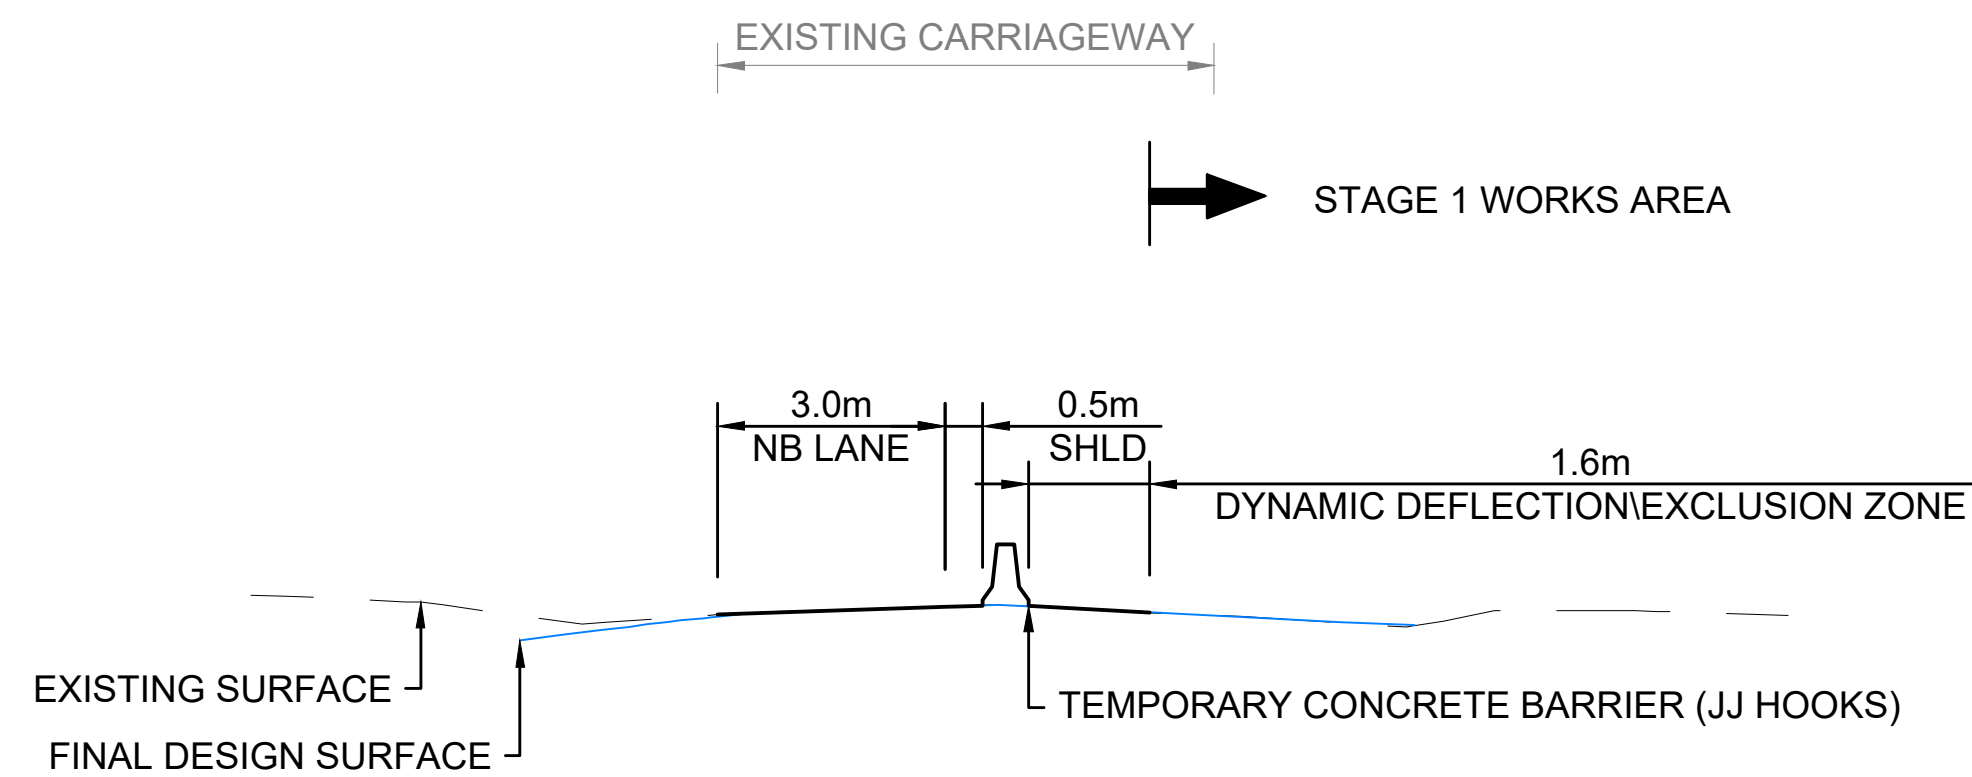 EXISTING CARRIAGEWAY
STAGE 1 WORKS AREA
3.0m
NB LANE
0.5m
SHLD
1.6m
DYNAMIC DEFLECTION\EXCLUSION ZONE
EXISTING SURFACE
TEMPORARY CONCRETE BARRIER (JJ HOOKS)
FINAL DESIGN SURFACE